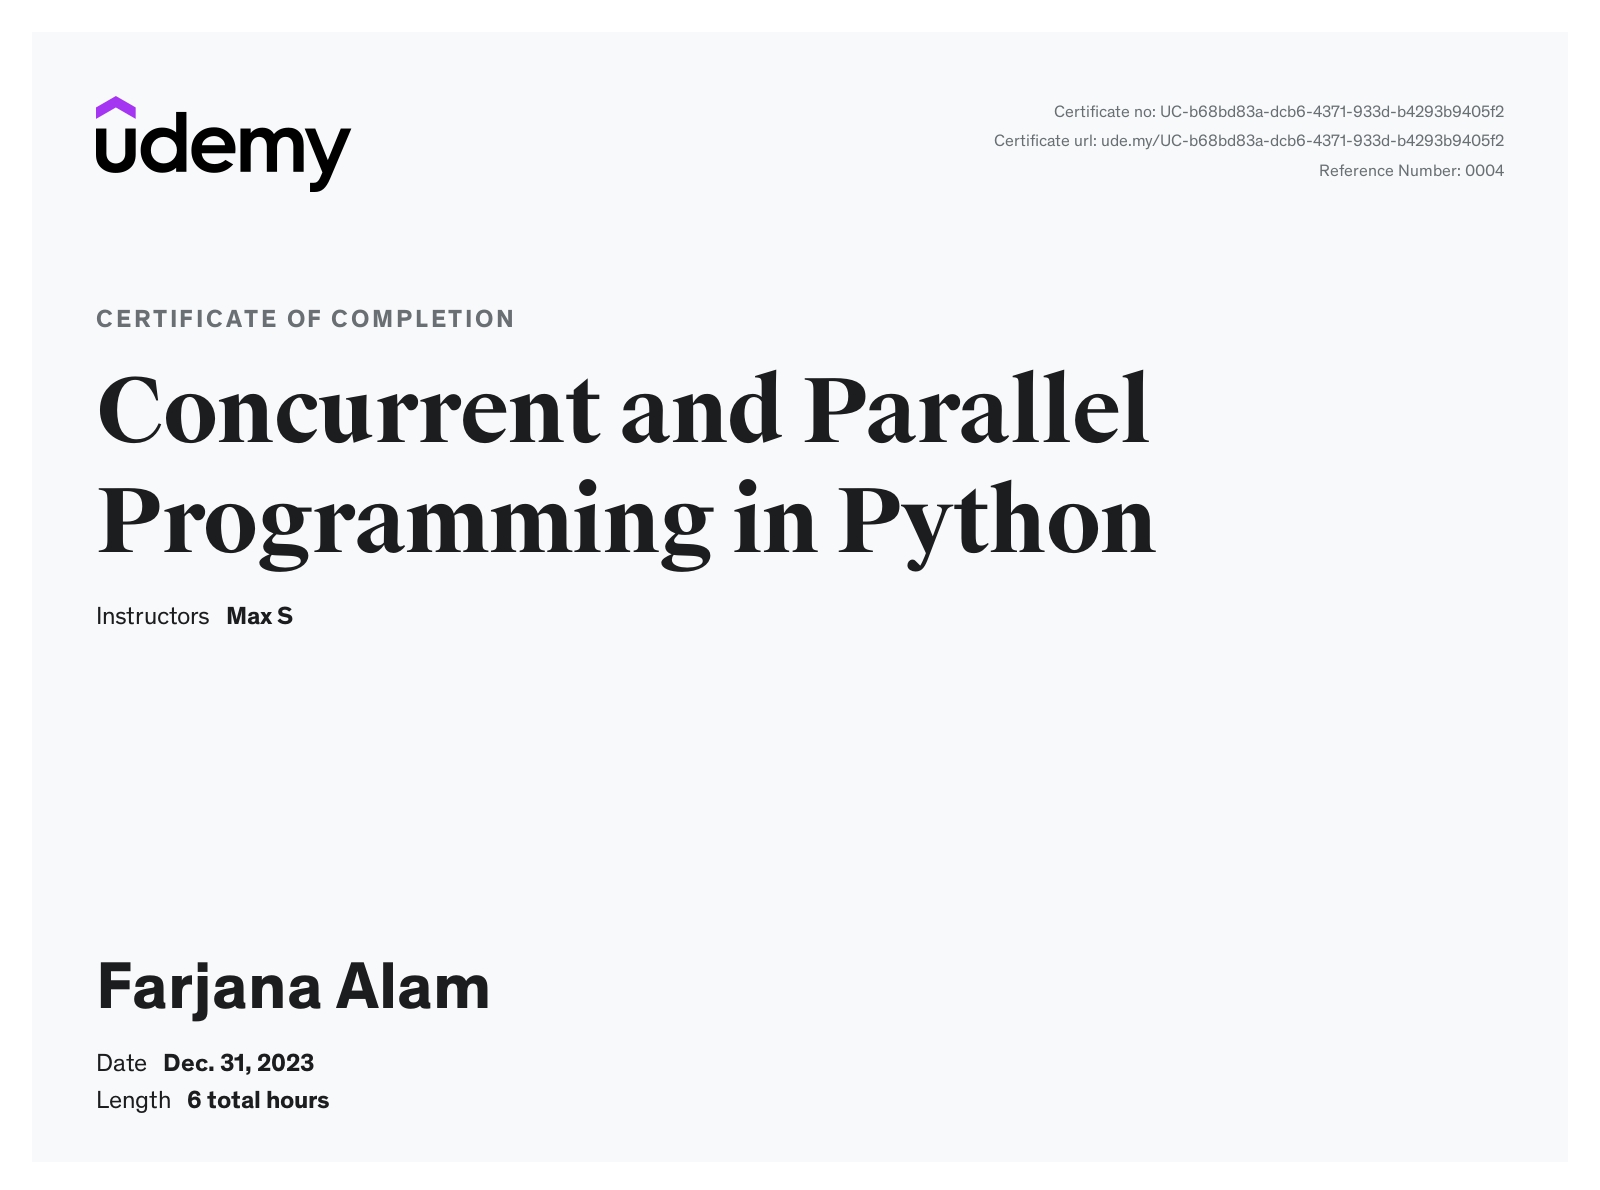 udemy
Certificate no: UC-b68bd83a-dcb6-4371-933d-b4293b9405f2
Certificate url: ude.my/UC-b68bd83a-dcb6-4371-933d-b4293b9405f2
Reference Number: 0004
CERTIFICATE OF COMPLETION
Concurrent and Parallel
Programming in Python
Instructors Max S
Farjana Alam
Date Dec. 31, 2023
Length 6 total hours